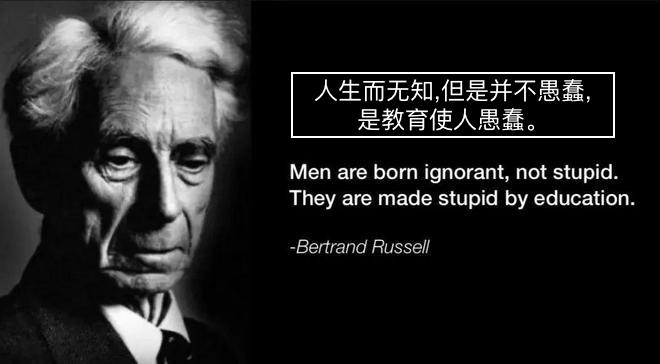 人生而无知,但是并不愚蠢,
是教育使人愚蠢。
Men are born ignorant, not stupid.
They are made stupid by education.
-Bertrand Russell